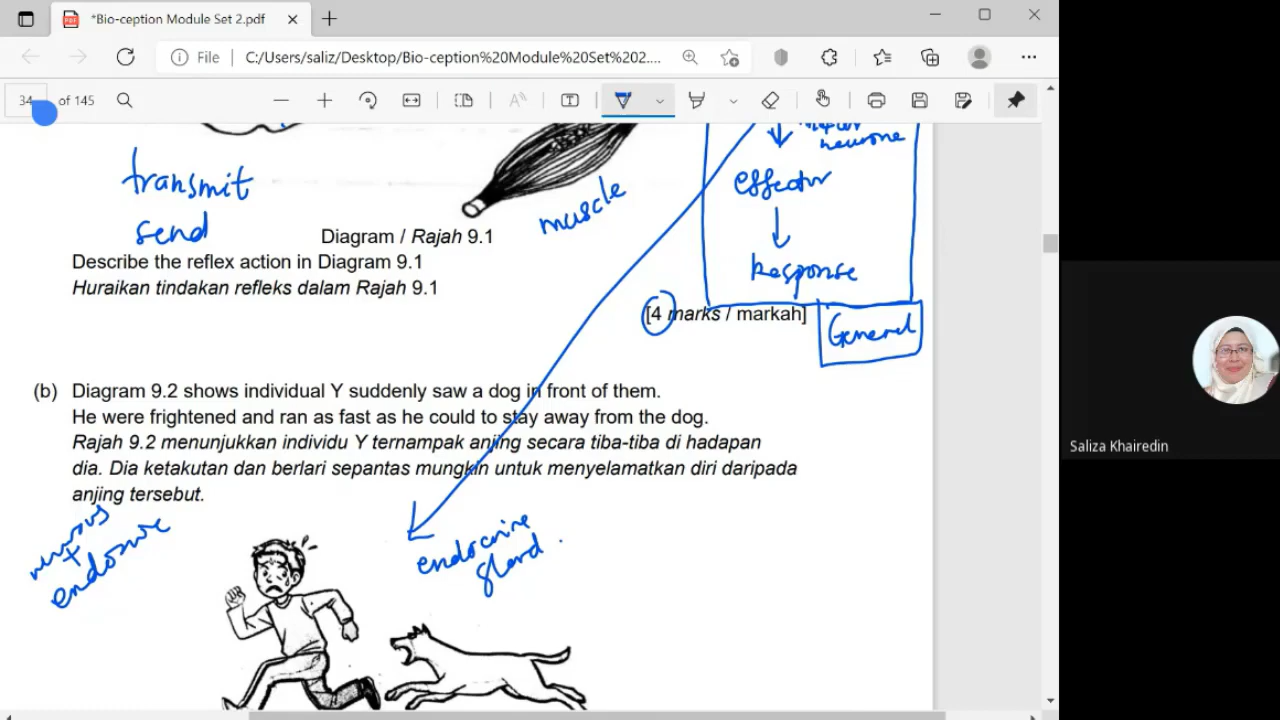 *Bio-ception Module Set 2.pdf
File
C:/Users/saliz/Desktop/Bio-ception%20Module%20Set%202....
34
of 145
neurone
effector
Response
transmit
send
muscle
Diagram / Rajah 9.1
Describe the reflex action in Diagram 9.1
Huraikan tindakan refleks dalam Rajah 9.1
[4 marks / markah]
General
(b) Diagram 9.2 shows individual Y suddenly saw a dog in front of them.
He were frightened and ran as fast as he could to stay away from the dog.
Rajah 9.2 menunjukkan individu Y ternampak anjing secara tiba-tiba di hadapan
dia. Dia ketakutan dan berlari sepantas mungkin untuk menyelamatkan diri daripada
anjing tersebut.
+
endocrine
gland
Saliza Khairedin